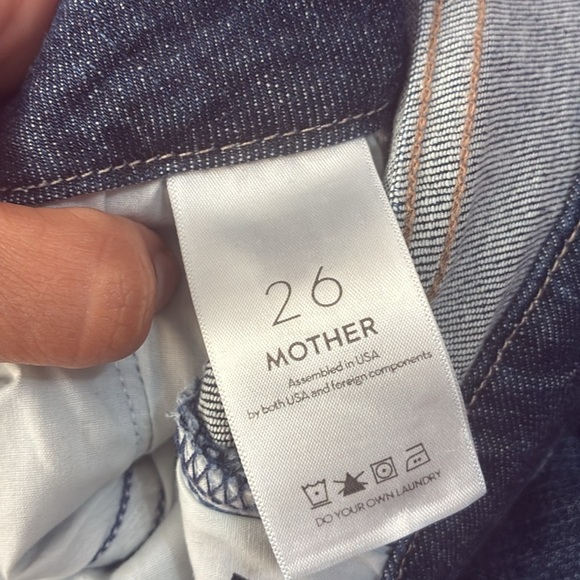 26
MOTHER
Assembled in USA
by both USA and foreign components
DO YOUR OWN LAUNDRY